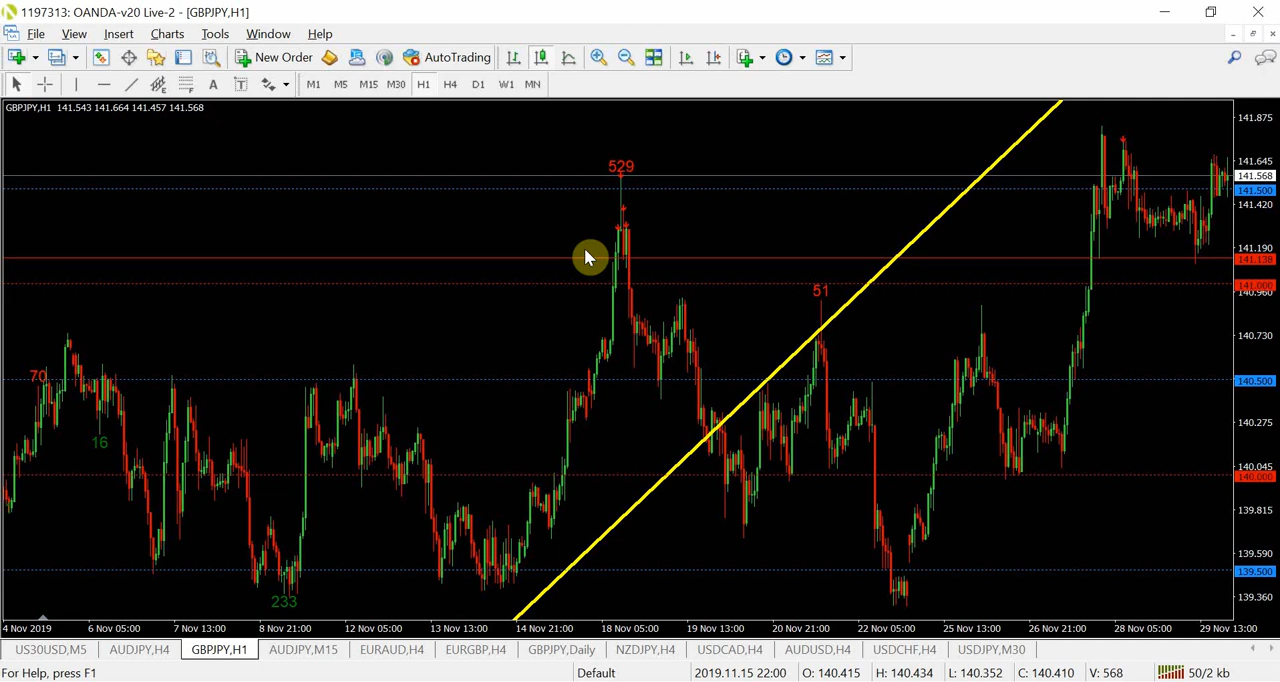 1197313: OANDA-v20 Live-2 - [GBPJPY,H1]
File View Insert Charts Tools Window Help
New Order AutoTrading
A T M1 M5 M15 M30 H1 H4 D1 W1 MN
GBPJPY,H1 141.543 141.664 141.457 141.568
141.875
529
141.645
141.568
141.500
141.420
141.190
141.138
141.000
140.960
51
140.730
70
140.500
16
140.275
140.045
140.000
139.815
139.590
139.500
233
139.360
4 Nov 2019 6 Nov 05:00 7 Nov 13:00 8 Nov 21:00 12 Nov 05:00 13 Nov 13:00 14 Nov 21:00 18 Nov 05:00 19 Nov 13:00 20 Nov 21:00 22 Nov 05:00 25 Nov 13:00 26 Nov 21:00 28 Nov 05:00 29 Nov 13:00
US30USD,M5 AUDJPY,H4 GBPJPY,H1 AUDJPY,M15 EURAUD,H4 EURGBP,H4 GBPJPY,Daily NZDJPY,H4 USDCAD,H4 AUDUSD,H4 USDCHF,H4 USDJPY,M30
For Help, press F1 Default 2019.11.15 22:00 O: 140.415 H: 140.434 L: 140.352 C: 140.410 V: 568 50/2 kb